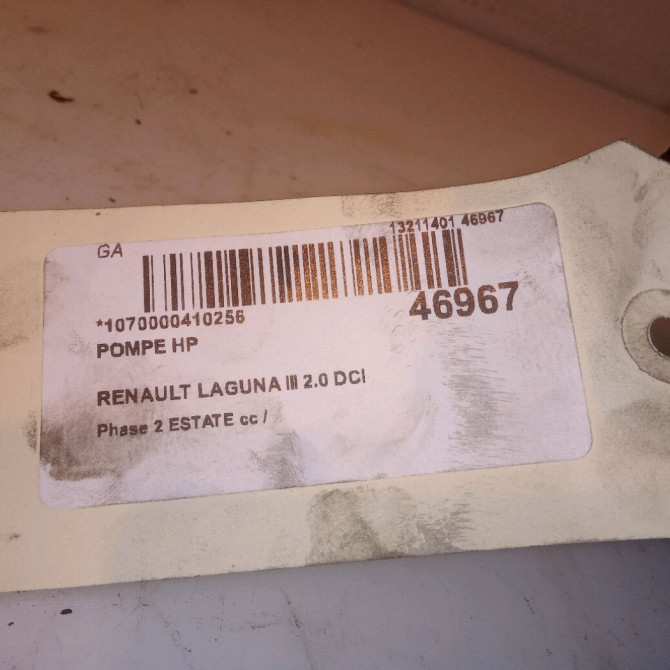 GA
13211401 46967
*1070000410256
46967
POMPE HP
RENAULT LAGUNA III 2.0 DCI
Phase 2 ESTATE cc /